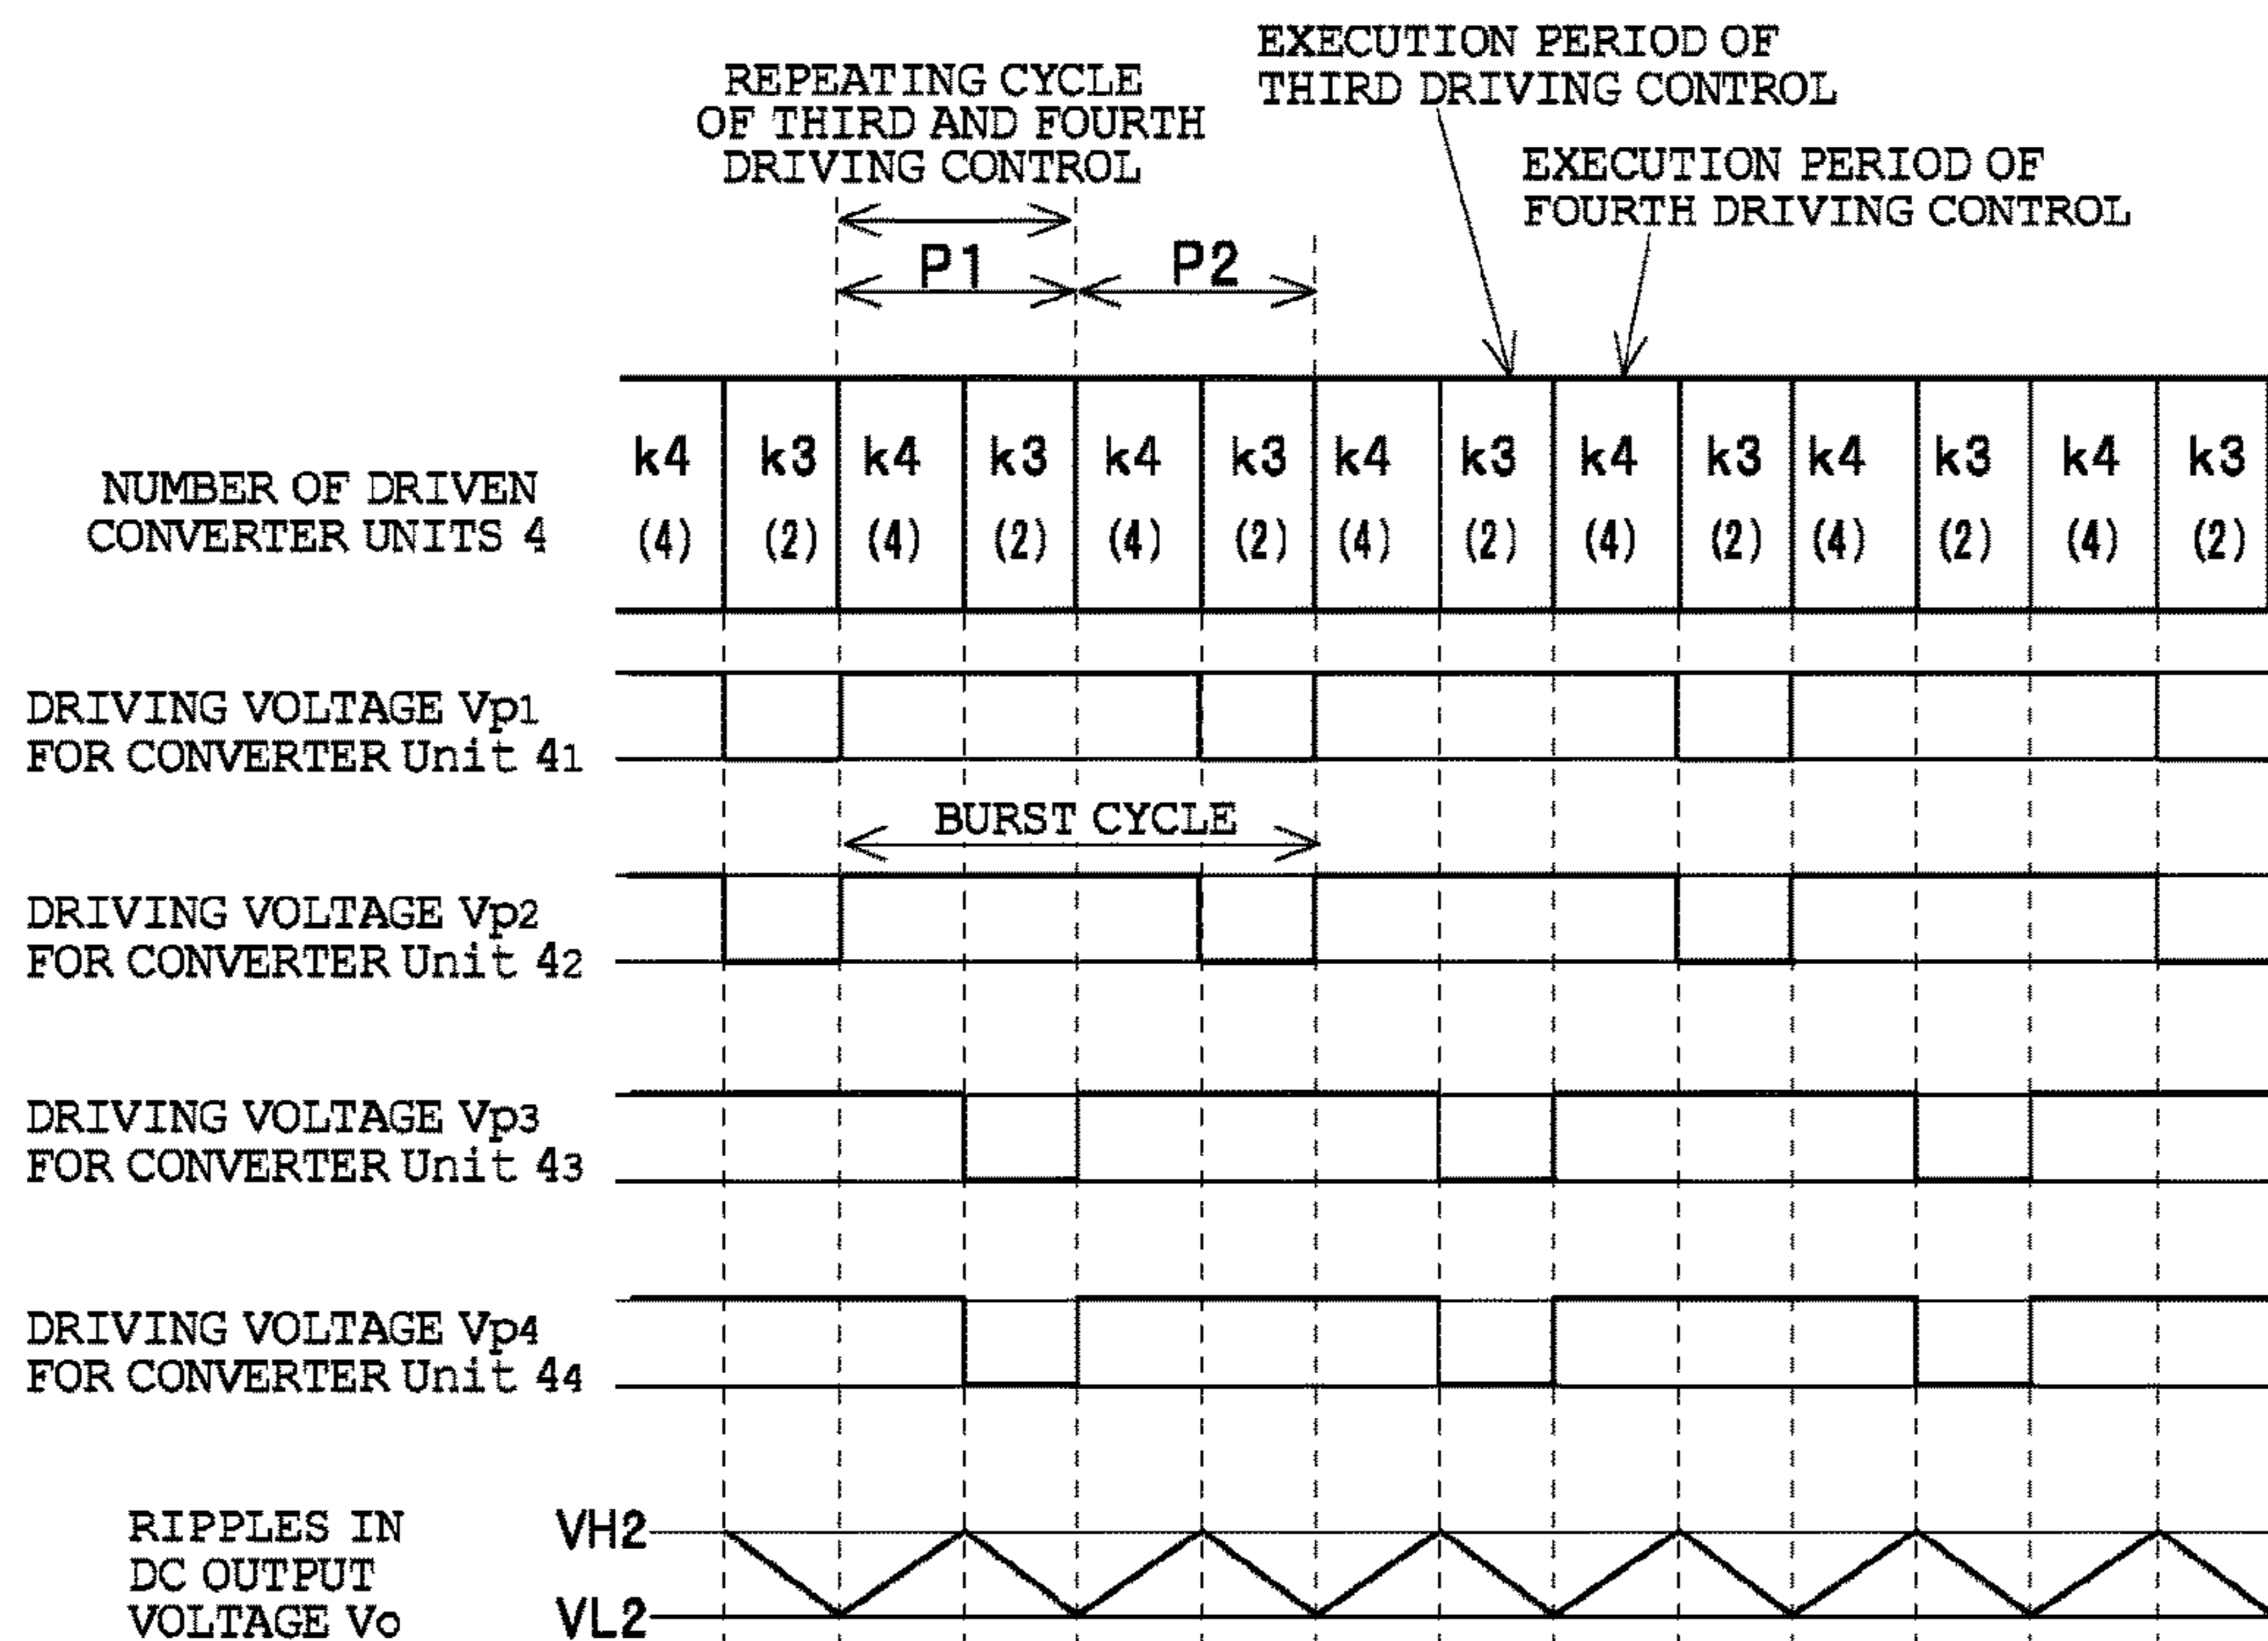 EXECUTION PERIOD OF
THIRD DRIVING CONTROL
REPEATING CYCLE
OF THIRD AND FOURTH
DRIVING CONTROL
EXECUTION PERIOD OF
FOURTH DRIVING CONTROL
P1 P2
NUMBER OF DRIVEN
CONVERTER UNITS 4
k4 k3 k4 k3 k4 k3 k4 k3 k4 k3 k4 k3 k4 k3
(4) (2) (4) (2) (4) (2) (4) (2) (4) (2) (4) (2) (4) (2)
DRIVING VOLTAGE Vp1
FOR CONVERTER Unit 41
BURST CYCLE
DRIVING VOLTAGE Vp2
FOR CONVERTER Unit 42
DRIVING VOLTAGE Vp3
FOR CONVERTER Unit 43
DRIVING VOLTAGE Vp4
FOR CONVERTER Unit 44
RIPPLES IN
DC OUTPUT
VOLTAGE Vo
VH2
VL2